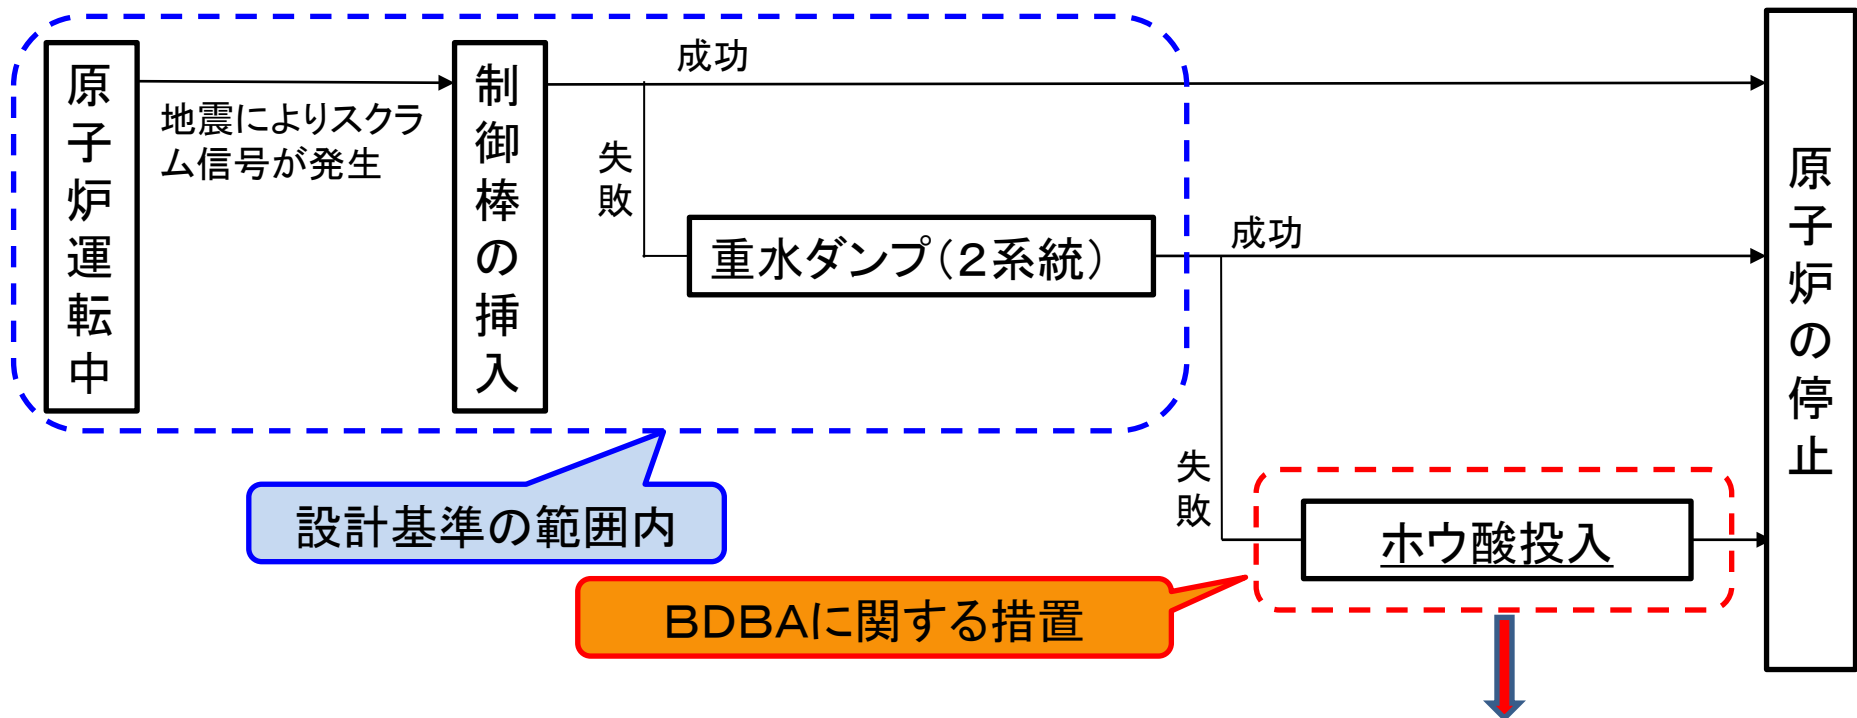 原子炉運転中
地震によりスクラ
ム信号が発生
制御棒の挿入
成功
失敗
重水ダンプ（２系統）
成功
失敗
ホウ酸投入
原子炉の停止
設計基準の範囲内
ＢＤＢＡに関する措置